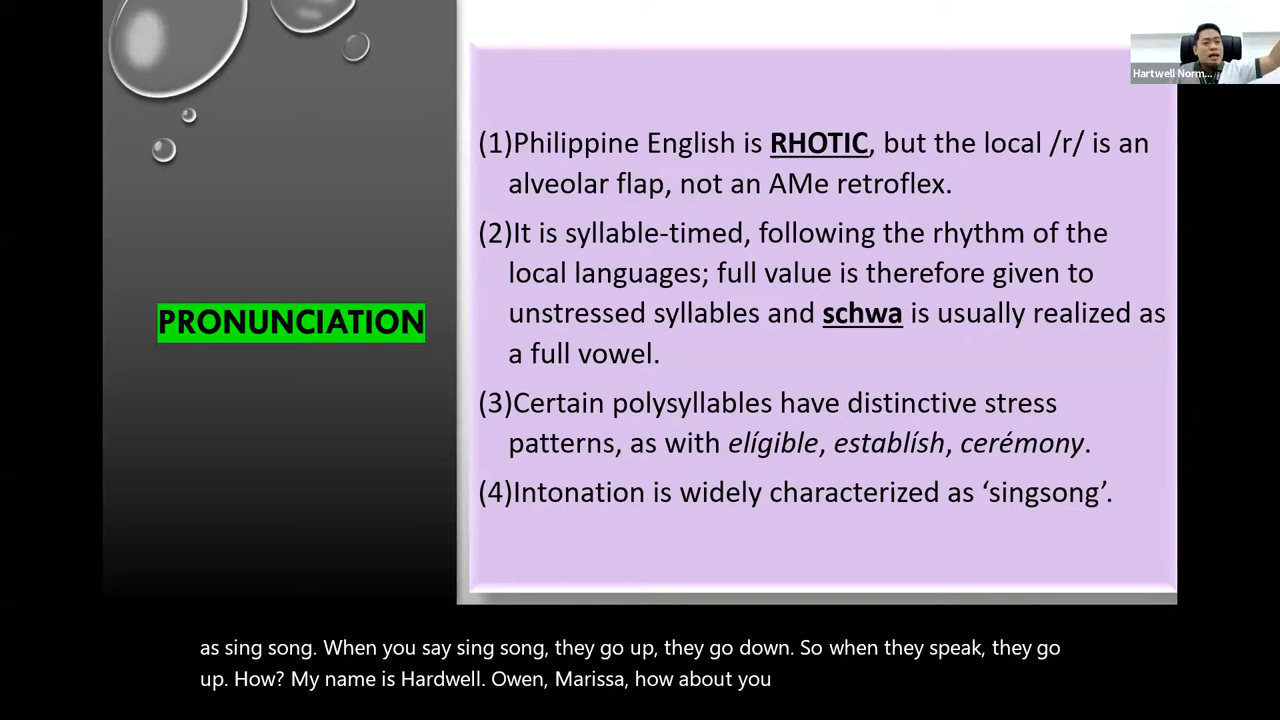 Hartwell Norm...
(1)Philippine English is RHOTIC, but the local /r/ is an
alveolar flap, not an AMe retroflex.
(2)It is syllable-timed, following the rhythm of the
local languages; full value is therefore given to
unstressed syllables and schwa is usually realized as
a full vowel.
PRONUNCIATION
(3)Certain polysyllables have distinctive stress
patterns, as with elígible, establísh, cerémony.
(4)Intonation is widely characterized as ‘singsong’.
as sing song. When you say sing song, they go up, they go down. So when they speak, they go
up. How? My name is Hardwell. Owen, Marissa, how about you